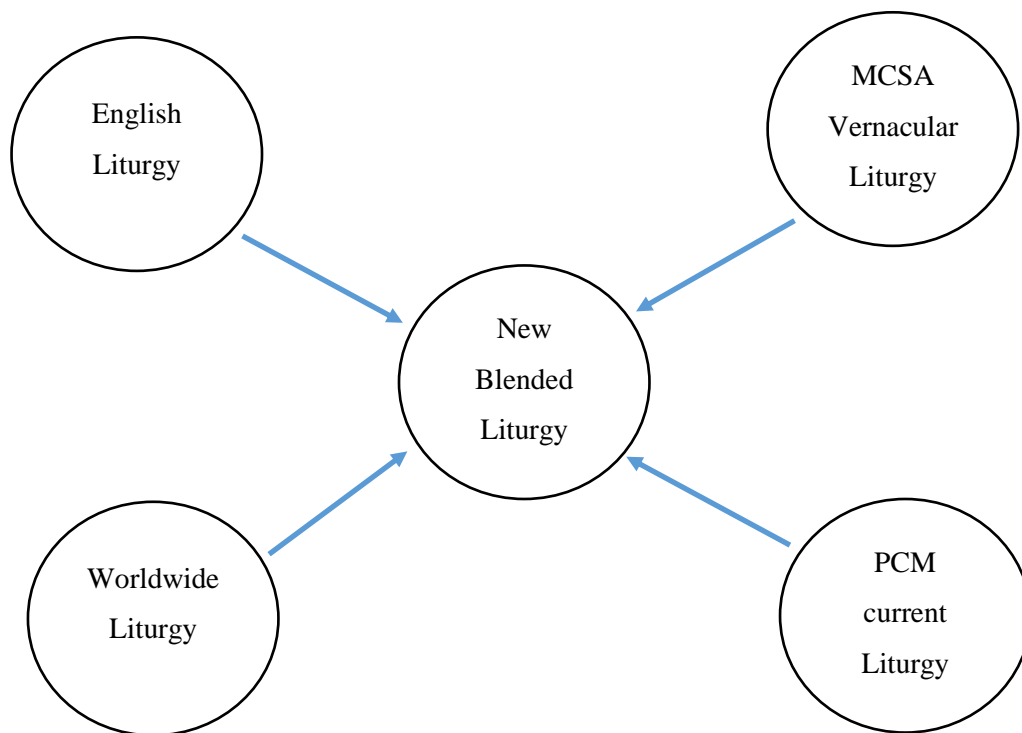 English
Liturgy
MCSA
Vernacular
Liturgy
New
Blended
Liturgy
Worldwide
Liturgy
PCM
current
Liturgy